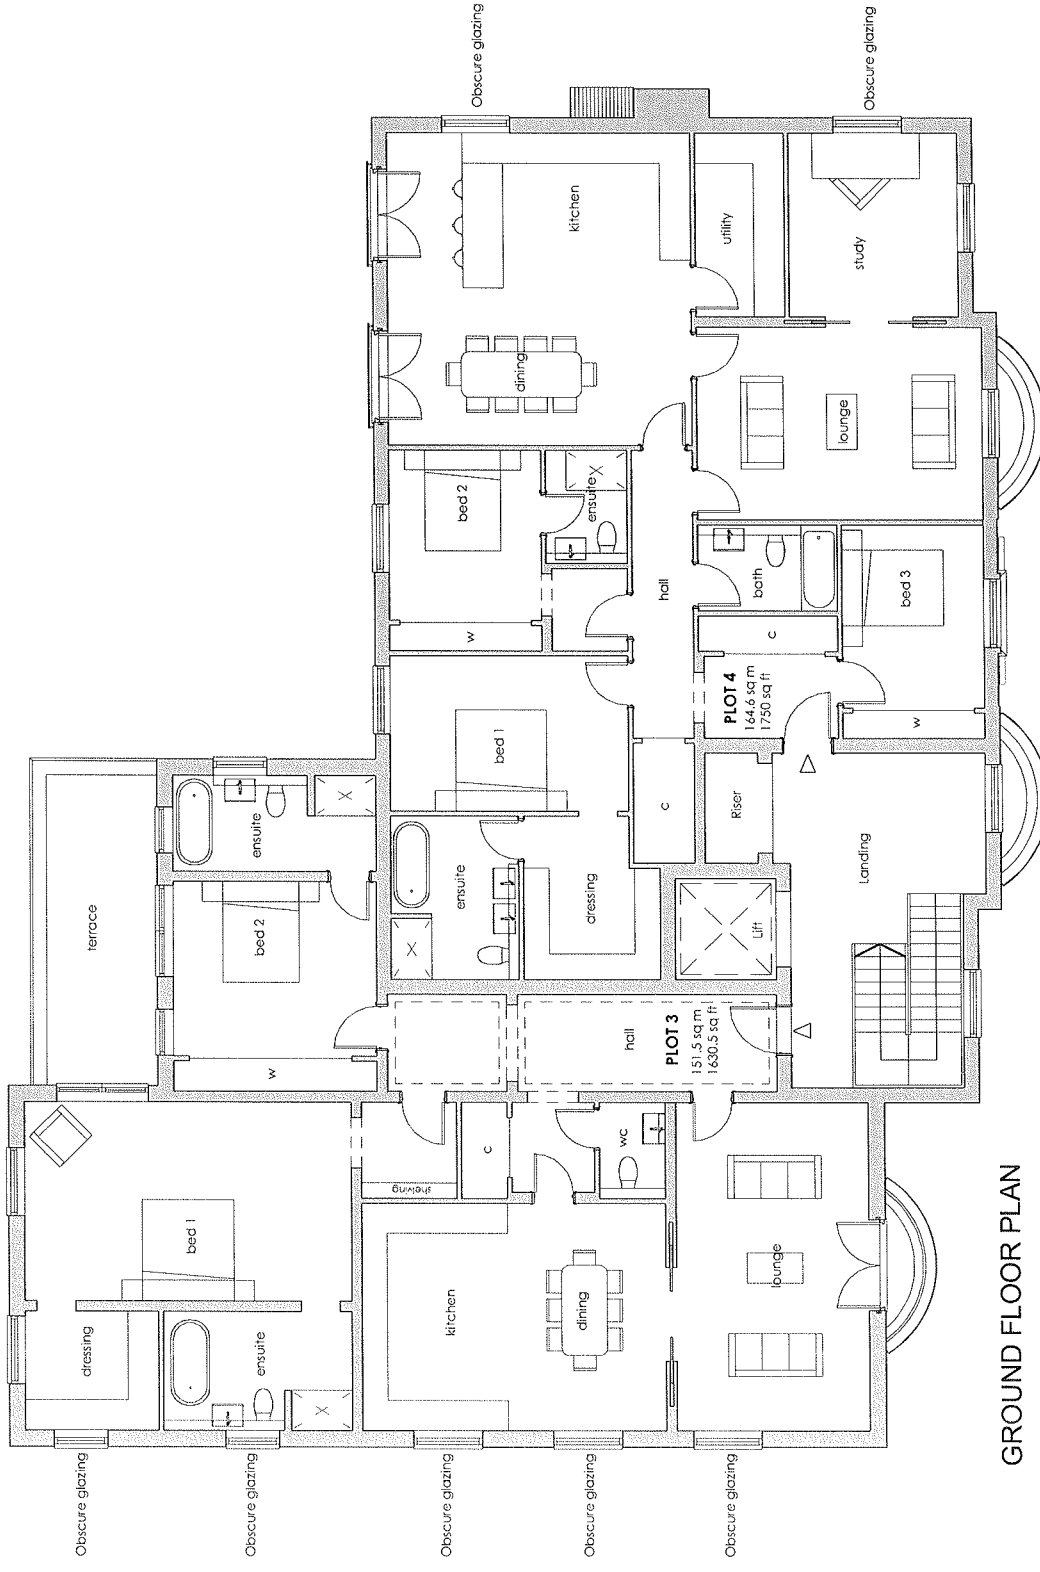 Obscure glazing
Obscure glazing
Obscure glazing
Obscure glazing
Obscure glazing
dressing
ensuite
kitchen
dining
lounge
bed 1
shelving
c
wc
w
hall
PLOT 3
151.5 sq m
1630.5 sq ft
terrace
bed 2
ensuite
ensuite
dressing
Lift
Landing
Riser
c
bed 1
PLOT 4
164.6 sq m
1750 sq ft
w
c
hall
bath
bed 3
w
bed 2
ensuite
dining
lounge
kitchen
utility
study
Obscure glazing
Obscure glazing
GROUND FLOOR PLAN